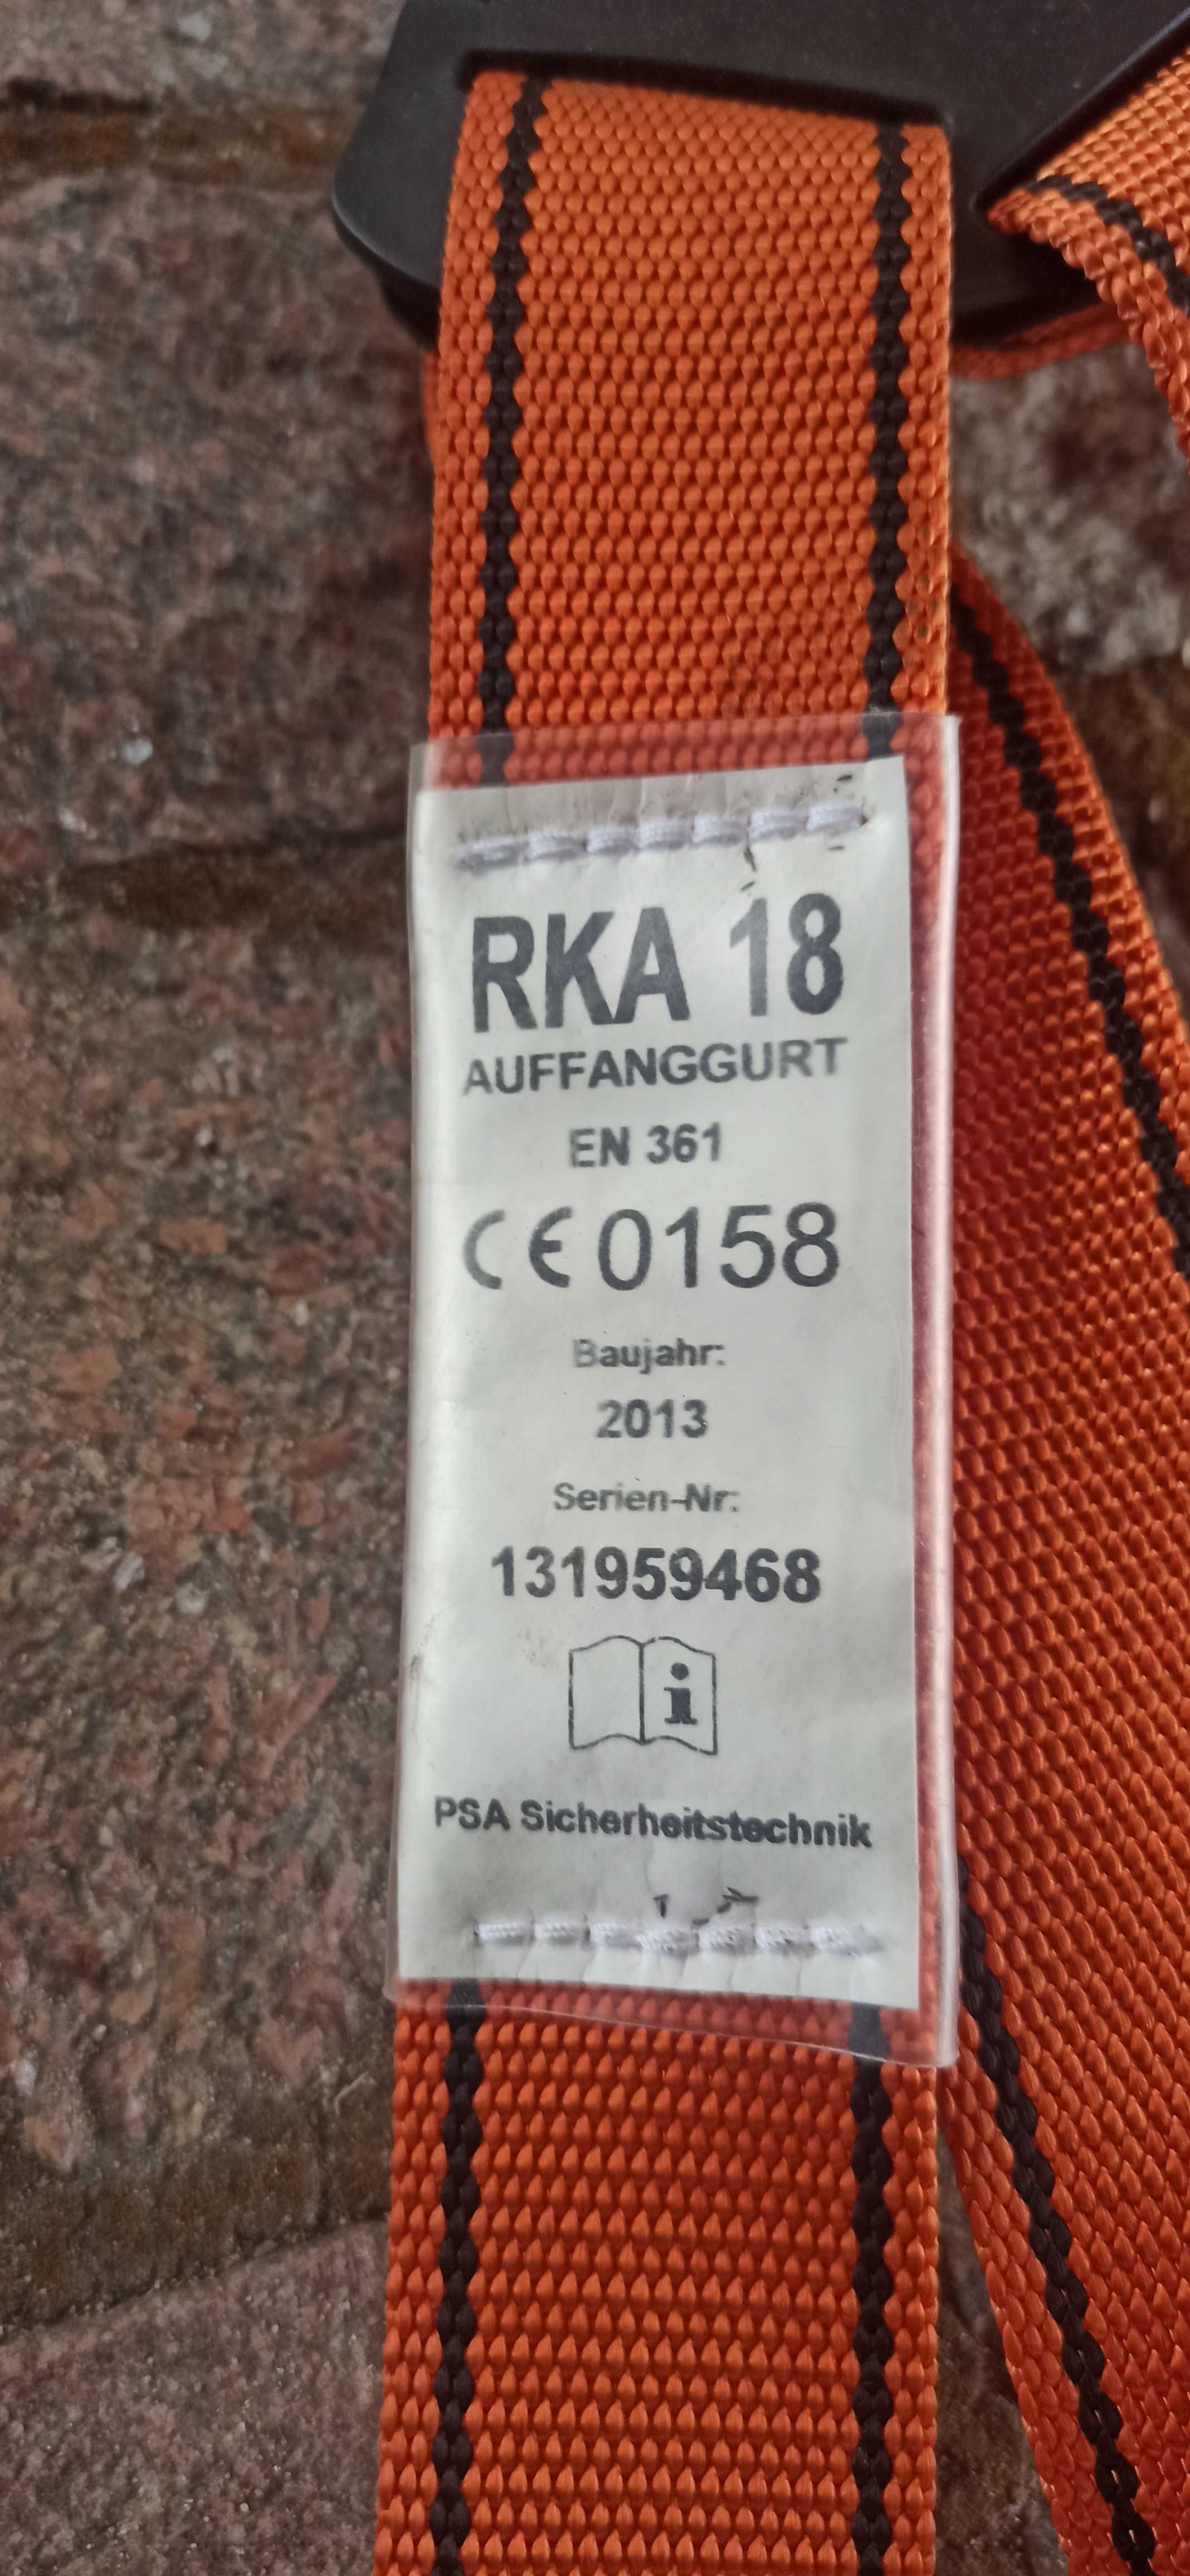 RKA 18
AUFFANGGURT
EN 361
CE 0158
Baujahr:
2013
Serien-Nr:
131959468
i
PSA Sicherheitstechnik